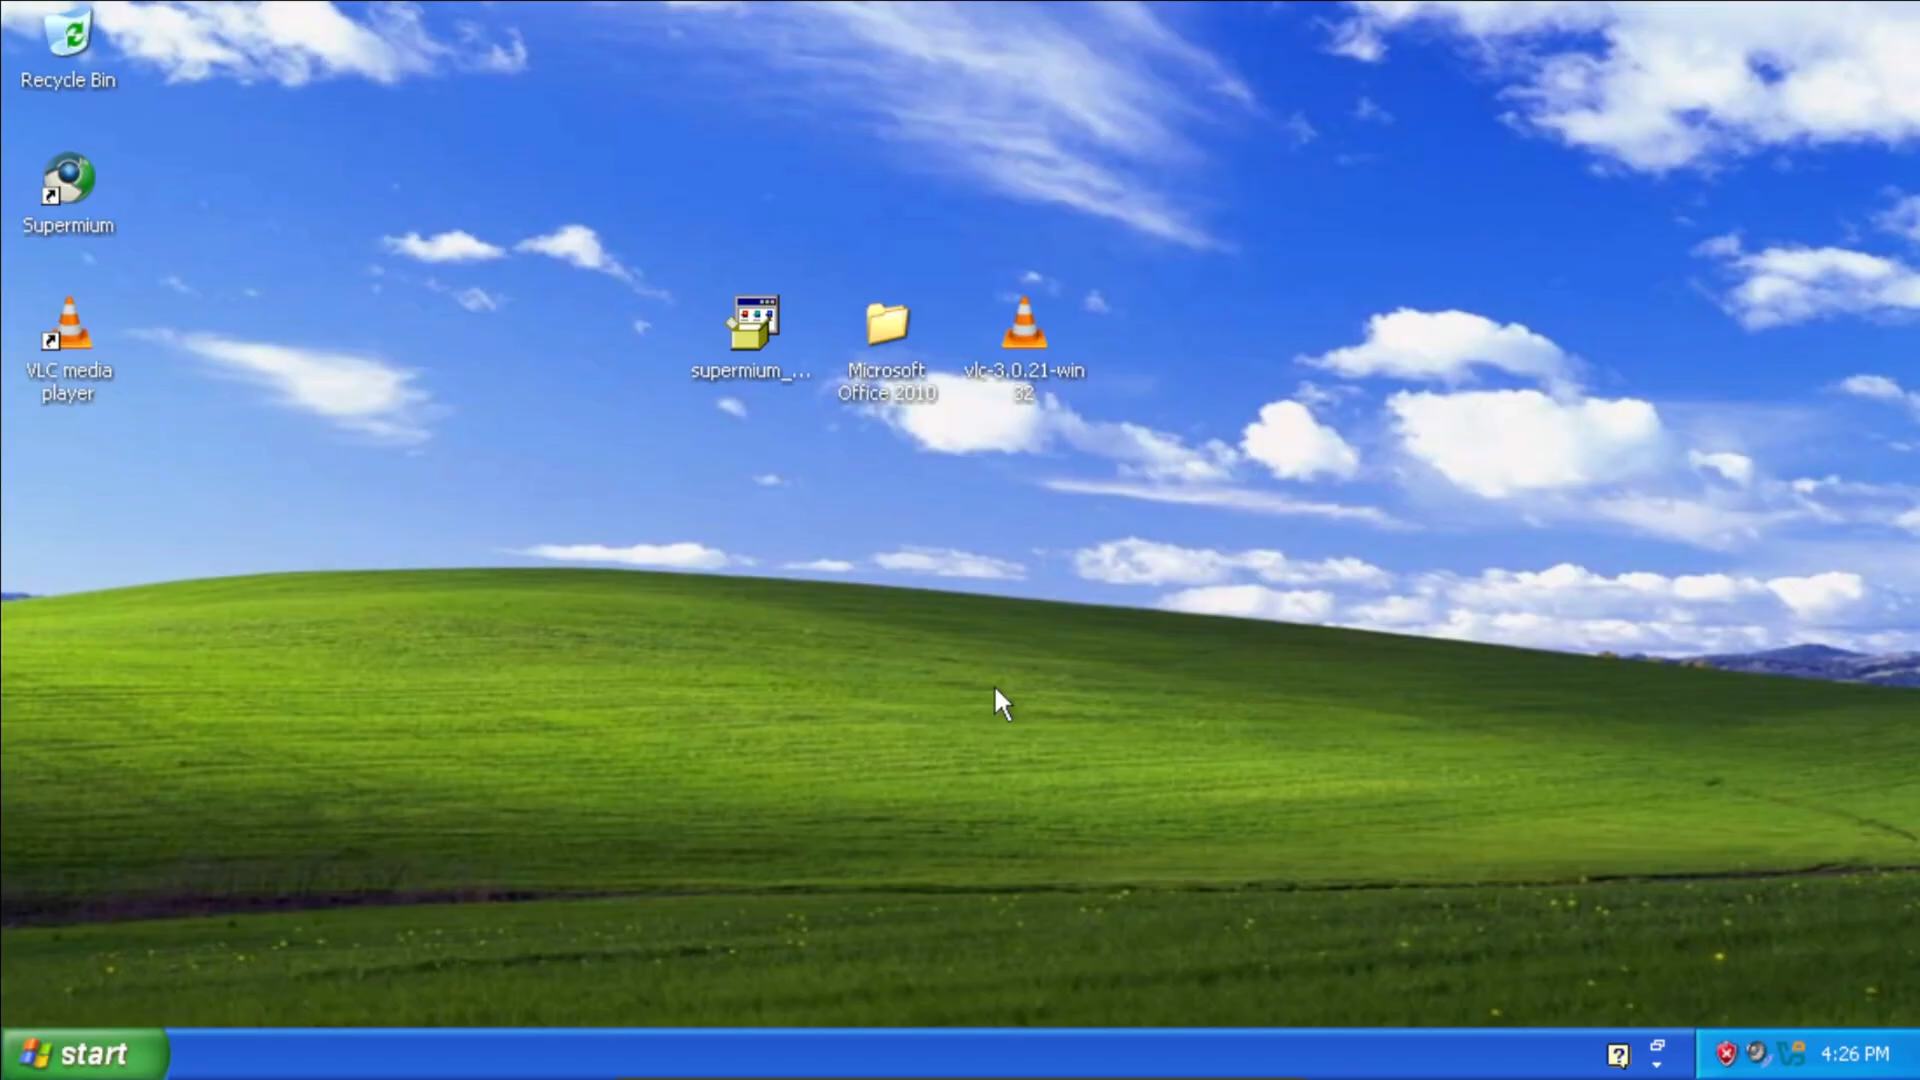 Recycle Bin
Supermium
VLC media
player
supermium_...
Microsoft
Office 2010
vlc-3.0.21-win
32
start
?
4:26 PM